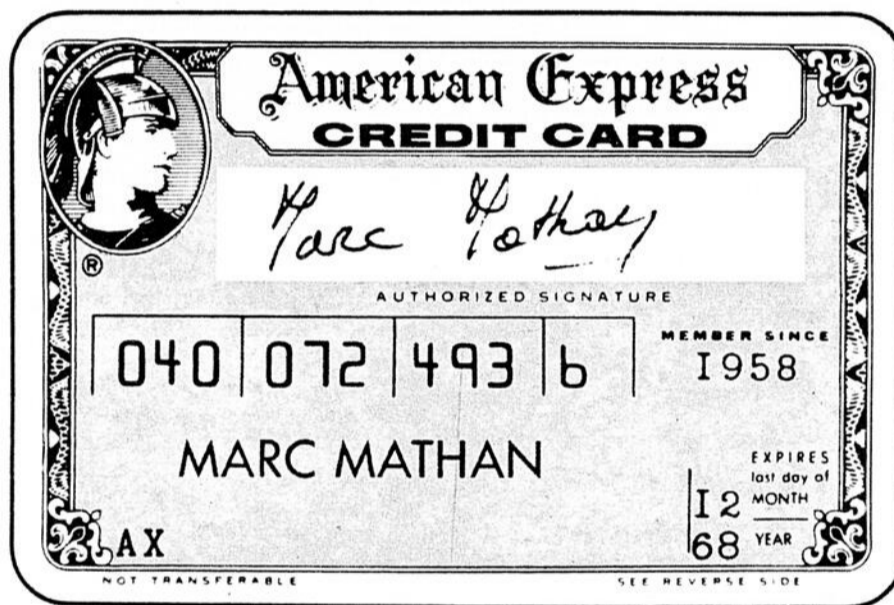 American Express
CREDIT CARD
Marc Mathan
®
AUTHORIZED SIGNATURE
040 072 493 6
MEMBER SINCE
1958
MARC MATHAN
EXPIRES
last day of
12 MONTH
68 YEAR
AX
NOT TRANSFERABLE
SEE REVERSE SIDE